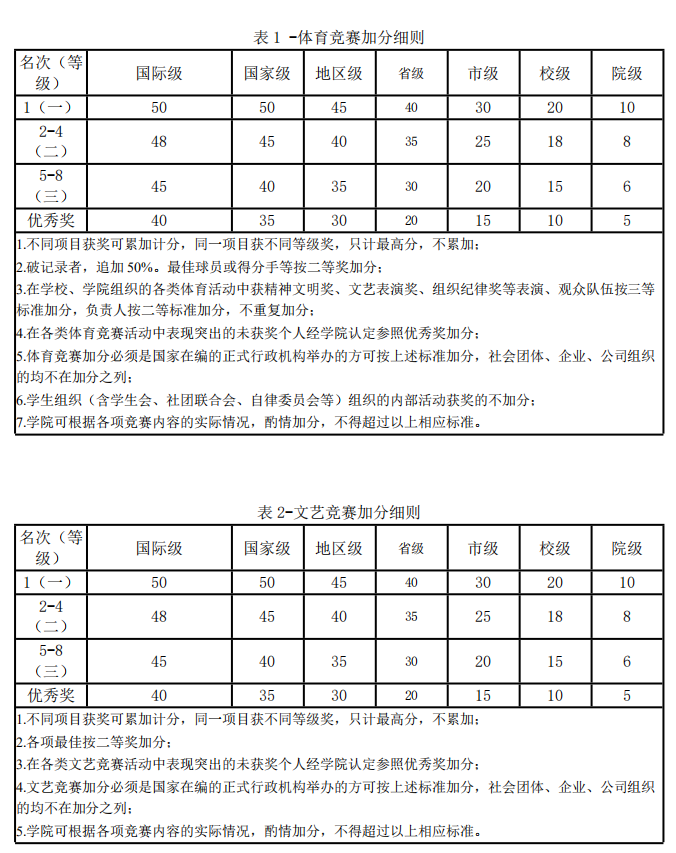 表 1 -体育竞赛加分细则
名次（等级） 国际级 国家级 地区级 省级 市级 校级 院级
1（一） 50 50 45 40 30 20 10
2-4（二） 48 45 40 35 25 18 8
5-8（三） 45 40 35 30 20 15 6
优秀奖 40 35 30 20 15 10 5
1.不同项目获奖可累加计分，同一项目获不同等级奖，只计最高分，不累加；
2.破记录者，追加 50%。最佳球员或得分手等按二等奖加分；
3.在学校、学院组织的各类体育活动中获精神文明奖、文艺表演奖、组织纪律奖等表演、观众队伍按三等
标准加分，负责人按二等标准加分，不重复加分；
4.在各类体育竞赛活动中表现突出的未获奖个人经学院认定参照优秀奖加分；
5.体育竞赛加分必须是国家在编的正式行政机构举办的方可按上述标准加分，社会团体、企业、公司组织
的均不在加分之列；
6.学生组织（含学生会、社团联合会、自律委员会等）组织的内部活动获奖的不加分；
7.学院可根据各项竞赛内容的实际情况，酌情加分，不得超过以上相应标准。
表 2-文艺竞赛加分细则
名次（等级） 国际级 国家级 地区级 省级 市级 校级 院级
1（一） 50 50 45 40 30 20 10
2-4（二） 48 45 40 35 25 18 8
5-8（三） 45 40 35 30 20 15 6
优秀奖 40 35 30 20 15 10 5
1.不同项目获奖可累加计分，同一项目获不同等级奖，只计最高分，不累加；
2.各项最佳按二等奖加分；
3.在各类文艺竞赛活动中表现突出的未获奖个人经学院认定参照优秀奖加分；
4.文艺竞赛加分必须是国家在编的正式行政机构举办的方可按上述标准加分，社会团体、企业、公司组织
的均不在加分之列；
5.学院可根据各项竞赛内容的实际情况，酌情加分，不得超过以上相应标准。